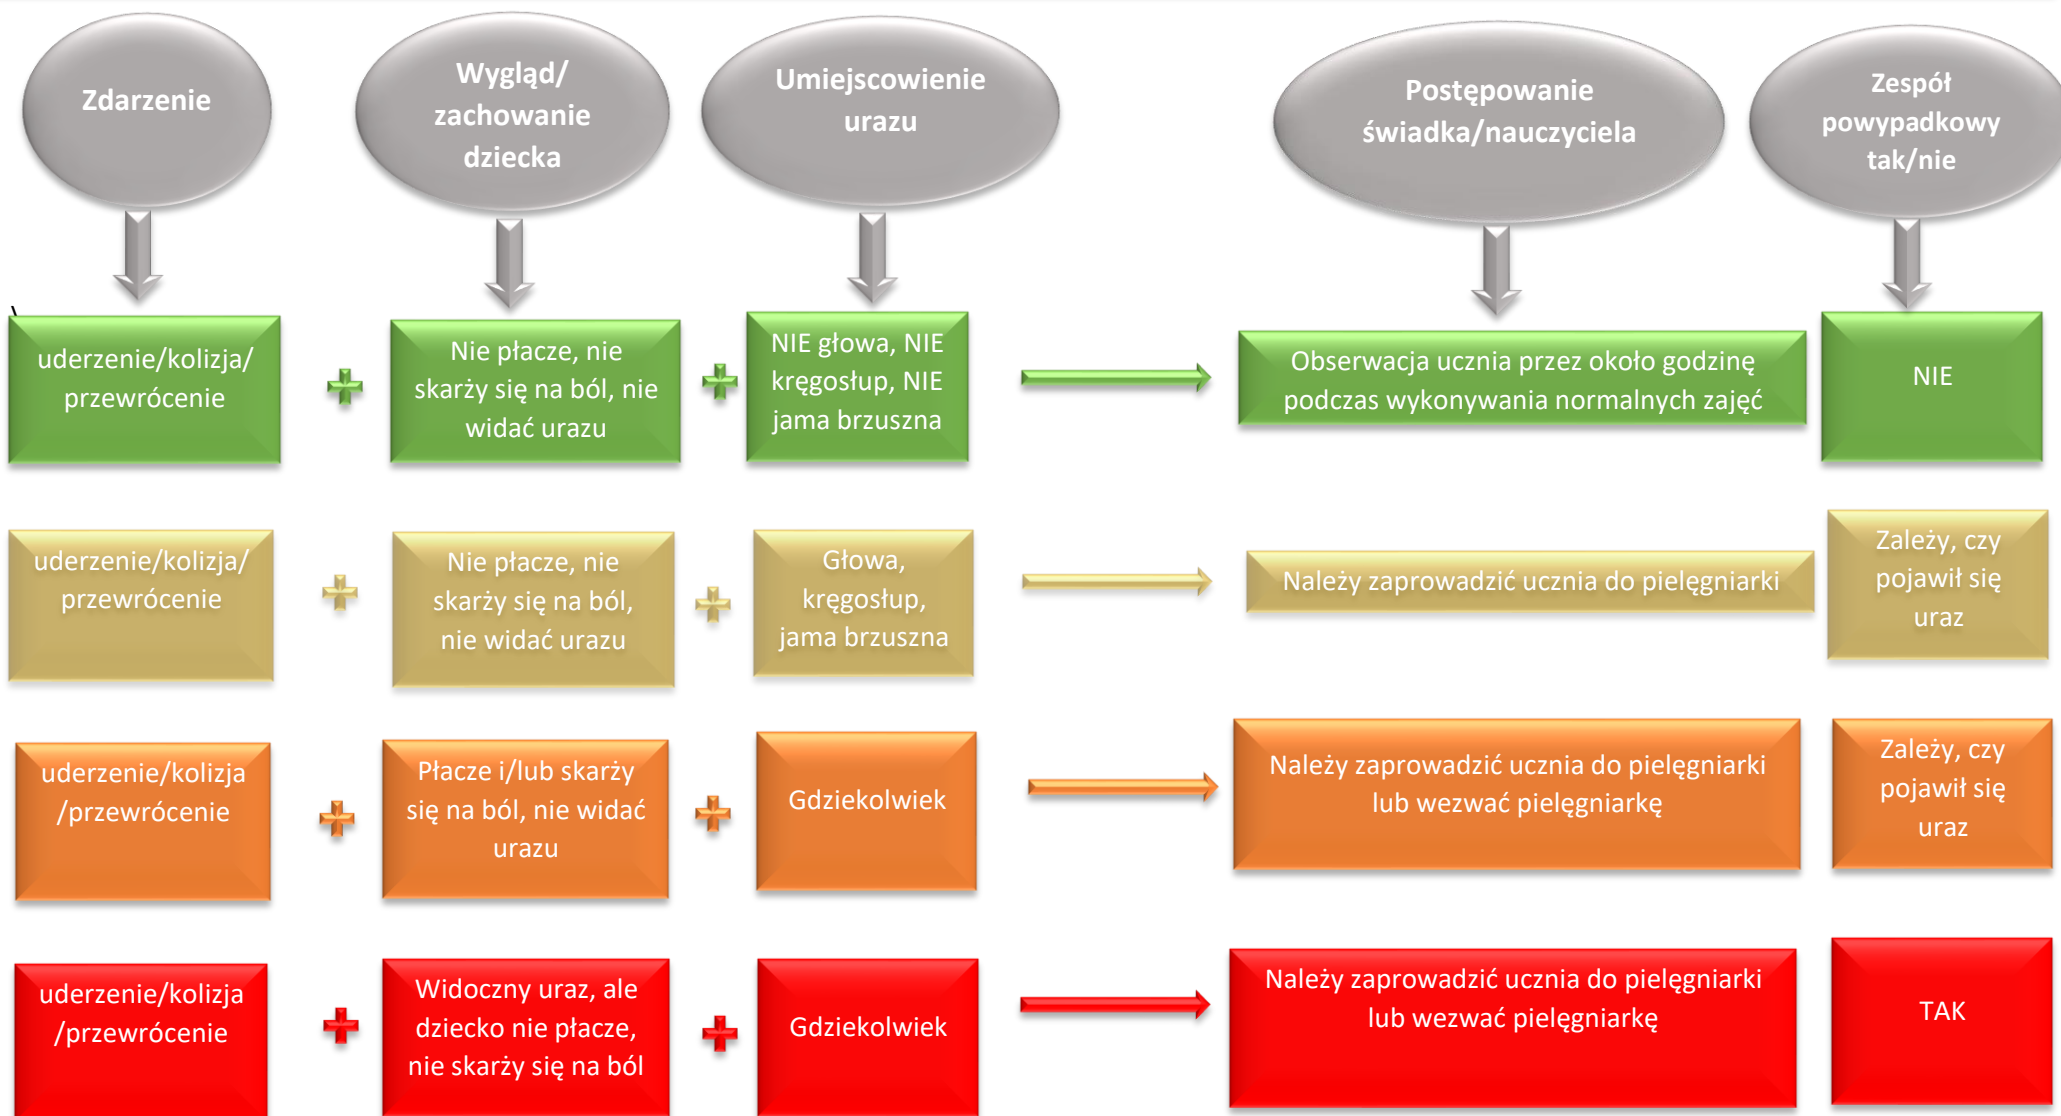 Zdarzenie
Wygląd/
zachowanie
dziecka
Umiejscowienie
urazu
Postępowanie
świadka/nauczyciela
Zespół
powypadkowy
tak/nie
\
uderzenie/kolizja/
przewrócenie
Nie płacze, nie
skarży się na ból, nie
widać urazu
NIE głowa, NIE
kręgosłup, NIE
jama brzuszna
Obserwacja ucznia przez około godzinę
podczas wykonywania normalnych zajęć
NIE
uderzenie/kolizja/
przewrócenie
Nie płacze, nie
skarży się na ból,
nie widać urazu
Głowa,
kręgosłup,
jama brzuszna
Należy zaprowadzić ucznia do pielęgniarki
Zależy, czy
pojawił się
uraz
uderzenie/kolizja
/przewrócenie
Płacze i/lub skarży
się na ból, nie widać
urazu
Gdziekolwiek
Należy zaprowadzić ucznia do pielęgniarki
lub wezwać pielęgniarkę
Zależy, czy
pojawił się
uraz
uderzenie/kolizja
/przewrócenie
Widoczny uraz, ale
dziecko nie płacze,
nie skarży się na ból
Gdziekolwiek
Należy zaprowadzić ucznia do pielęgniarki
lub wezwać pielęgniarkę
TAK